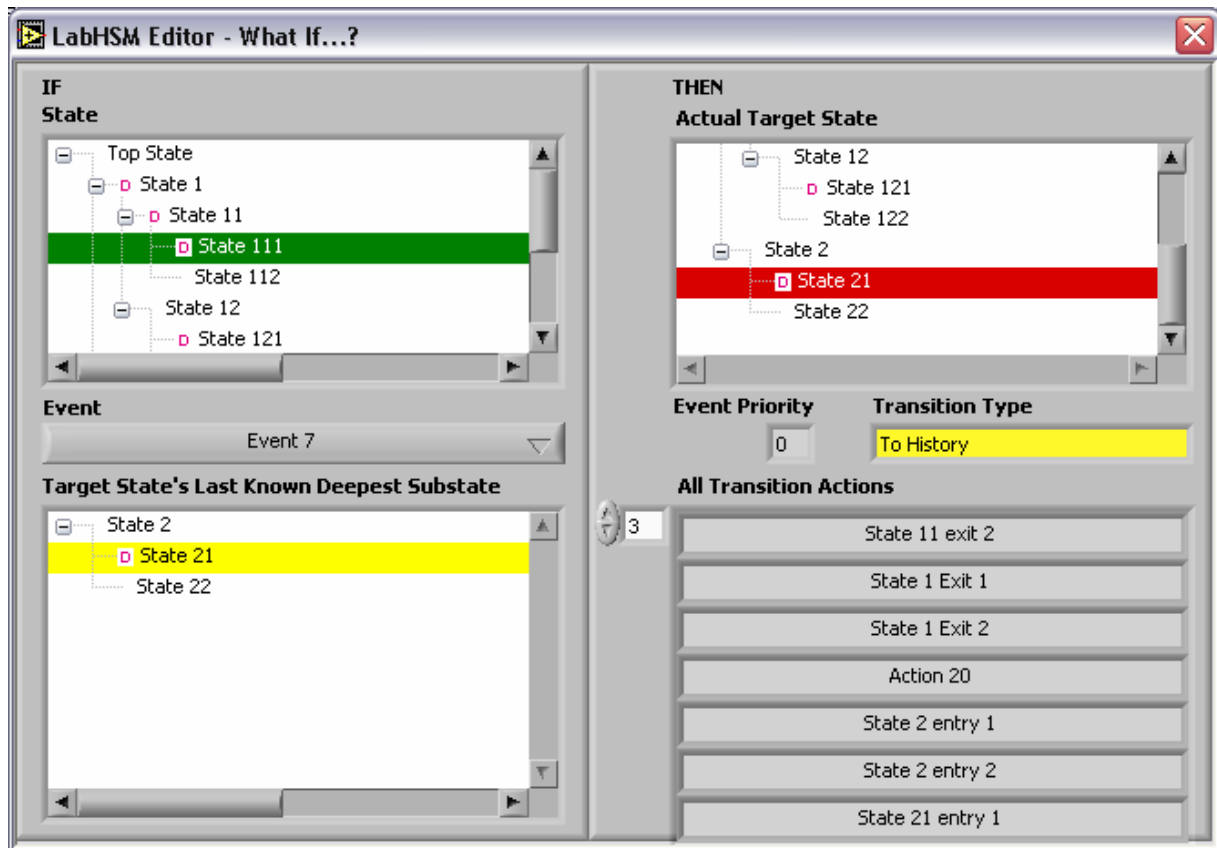 LabHSM Editor - What If...?
IF
State
Top State
D State 1
D State 11
D State 111
State 112
State 12
D State 121
Event
Event 7
Target State's Last Known Deepest Substate
State 2
D State 21
State 22
THEN
Actual Target State
State 12
D State 121
State 122
State 2
D State 21
State 22
Event Priority
Transition Type
0
To History
All Transition Actions
3
State 11 exit 2
State 1 Exit 1
State 1 Exit 2
Action 20
State 2 entry 1
State 2 entry 2
State 21 entry 1